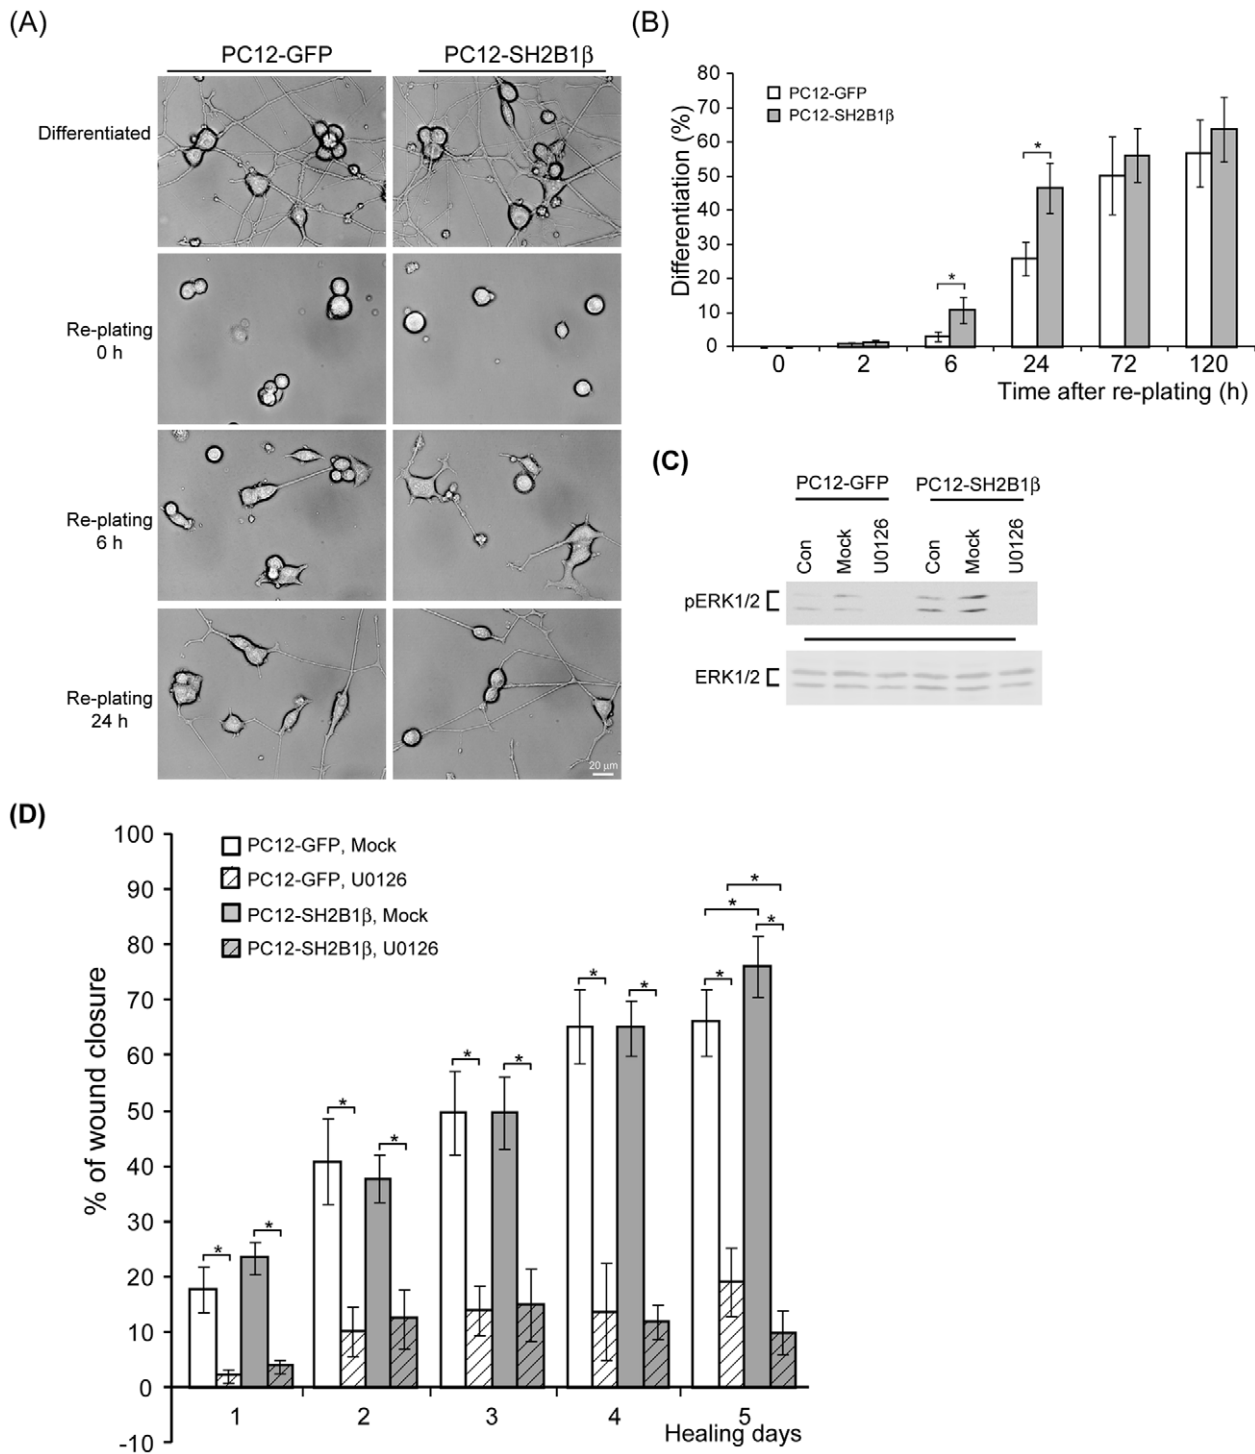 (A)
PC12-GFP
PC12-SH2B1β
Differentiated
Re-plating
0 h
Re-plating
6 h
Re-plating
24 h
20 μm
(B)
80
70
60
50
40
30
20
10
0
Differentiation (%)
PC12-GFP
PC12-SH2B1β
*
*
0 2 6 24 72 120
Time after re-plating (h)
(C)
PC12-GFP
PC12-SH2B1β
Con Mock U0126 Con Mock U0126
pERK1/2
ERK1/2
(D)
100
90
80
70
60
50
40
30
20
10
0
-10
% of wound closure
PC12-GFP, Mock
PC12-GFP, U0126
PC12-SH2B1β, Mock
PC12-SH2B1β, U0126
* *
* *
* *
* *
*
* *
*
1 2 3 4 5
Healing days